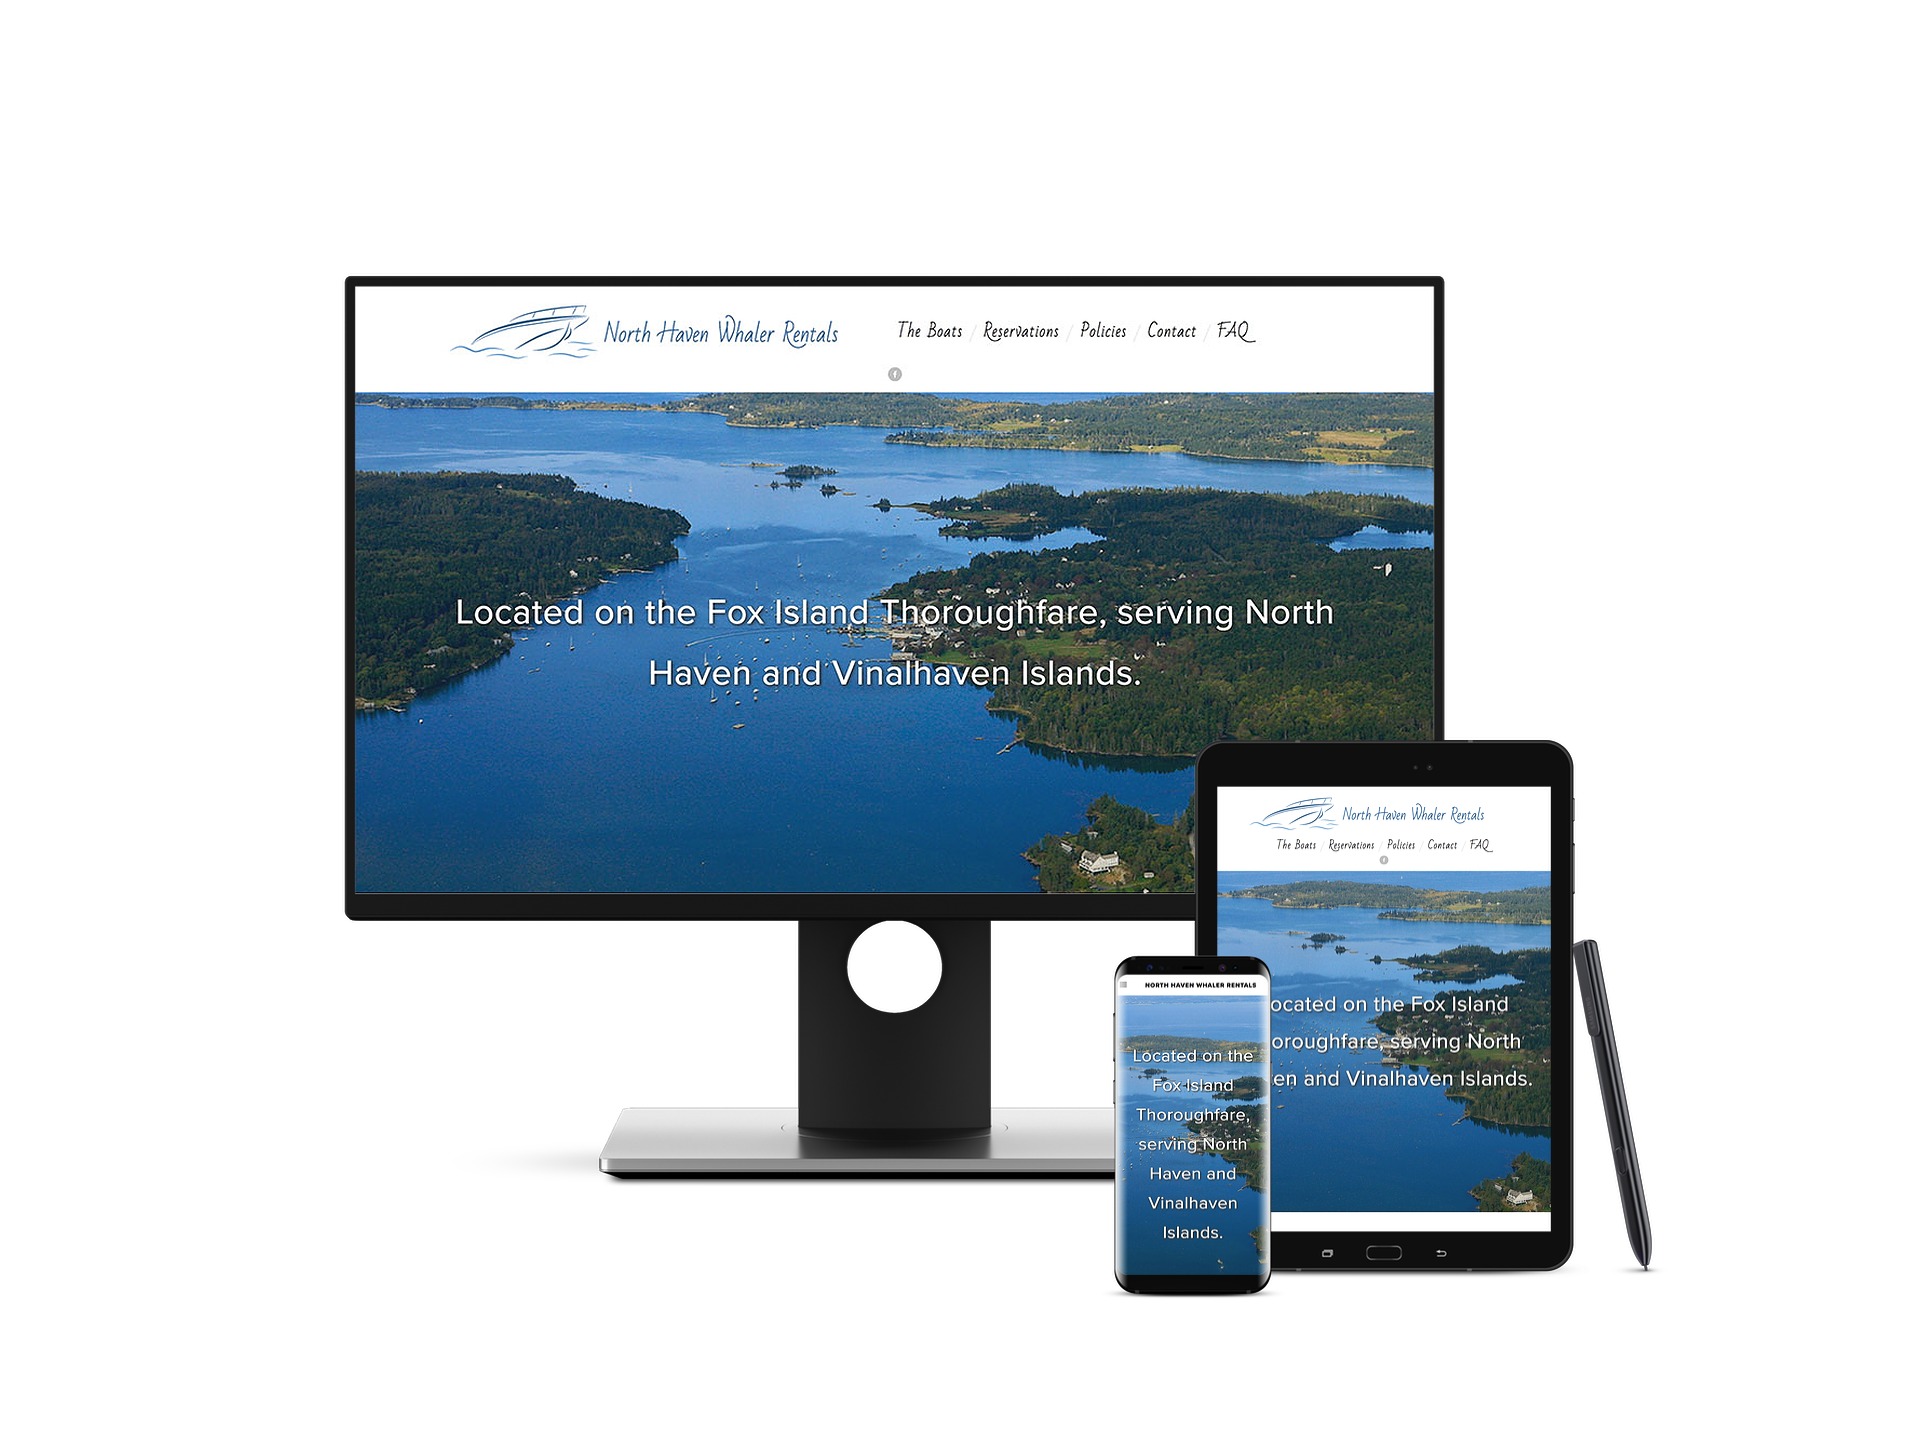 North Haven Whaler Rentals
The Boats / Reservations / Policies / Contact / FAQ
Located on the Fox Island Thoroughfare, serving North
Haven and Vinalhaven Islands.
North Haven Whaler Rentals
The Boats / Reservations / Policies / Contact / FAQ
ocated on the Fox Island
oroughfare, serving North
en and Vinalhaven Islands.
NORTH HAVEN WHALER RENTALS
Located on the
Fox Island
Thoroughfare,
serving North
Haven and
Vinalhaven
Islands.